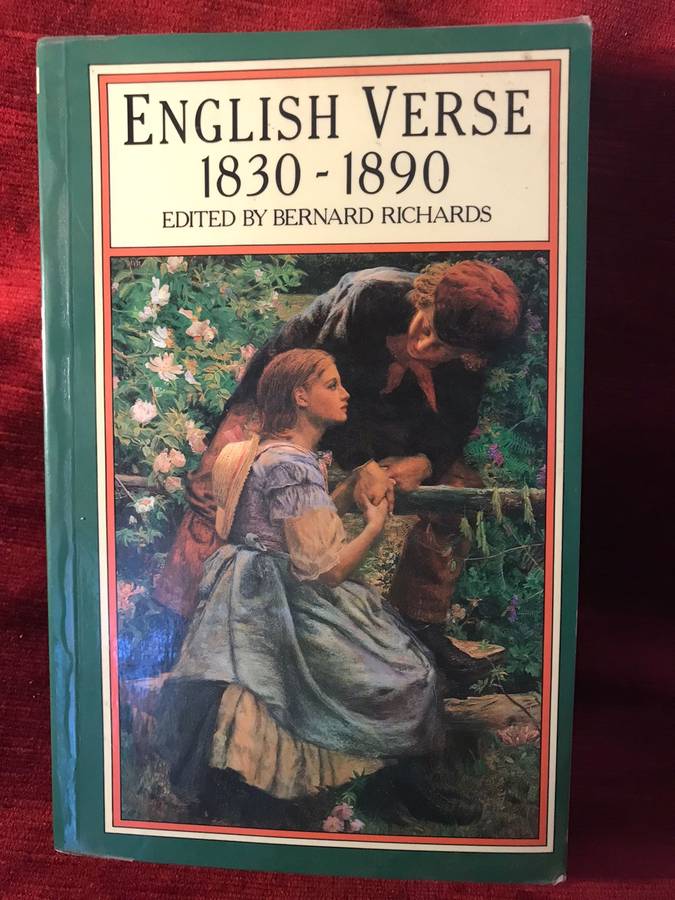 ENGLISH VERSE
1830 - 1890
EDITED BY BERNARD RICHARDS